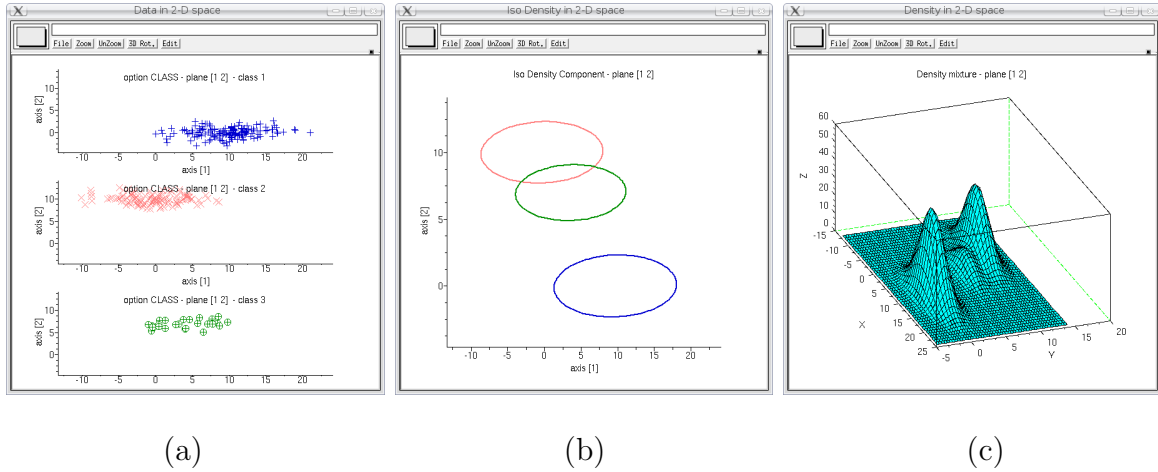 Data in 2-D space
File Zoom UnZoom 3D Rot, Edit
option CLASS - plane [1 2] - class 1
axis [2]
10
5
0
-10 -5 0 5 10 15 20
axis [1]
option CLASS - plane [1 2] - class 2
axis [2]
10
5
0
-10 -5 0 5 10 15 20
axis [1]
option CLASS - plane [1 2] - class 3
axis [2]
10
5
0
-10 -5 0 5 10 15 20
(a)
Iso Density in 2-D space
File Zoom UnZoom 3D Rot, Edit
Iso Density Component - plane [1 2]
axis [2]
10
5
0
-10 -5 0 5 10 15 20
axis [1]
(b)
Density in 2-D space
File Zoom UnZoom 3D Rot, Edit
Density mixture - plane [1 2]
Z
60
50
40
30
20
10
0
-15
-10
-5
0
5
10
15
20
25
X
-5 0 5 10 15 20
Y
(c)